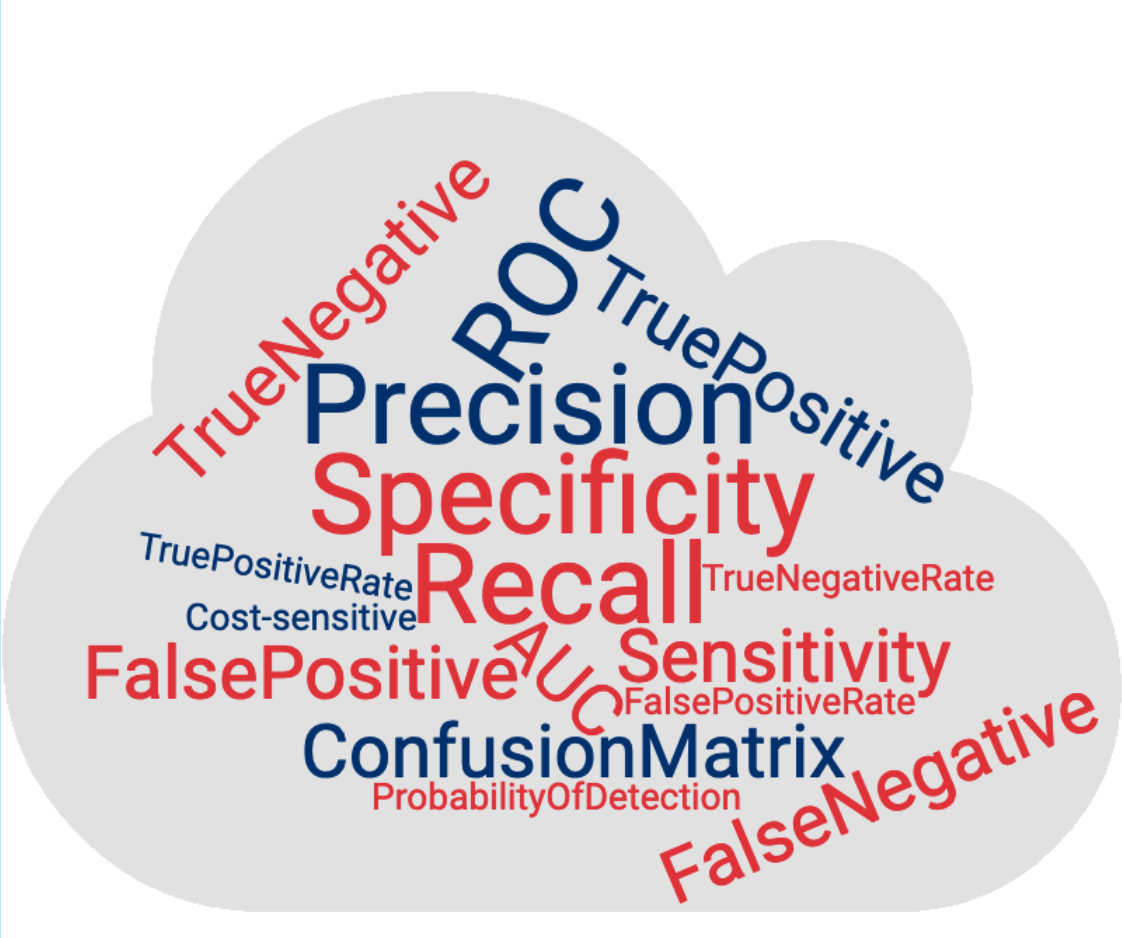 TrueNegative
ROC
TruePositive
Precision
Specificity
Recall
TruePositiveRate
TrueNegativeRate
Cost-sensitive
AUC
Sensitivity
FalsePositive
FalsePositiveRate
ConfusionMatrix
ProbabilityOfDetection
FalseNegative